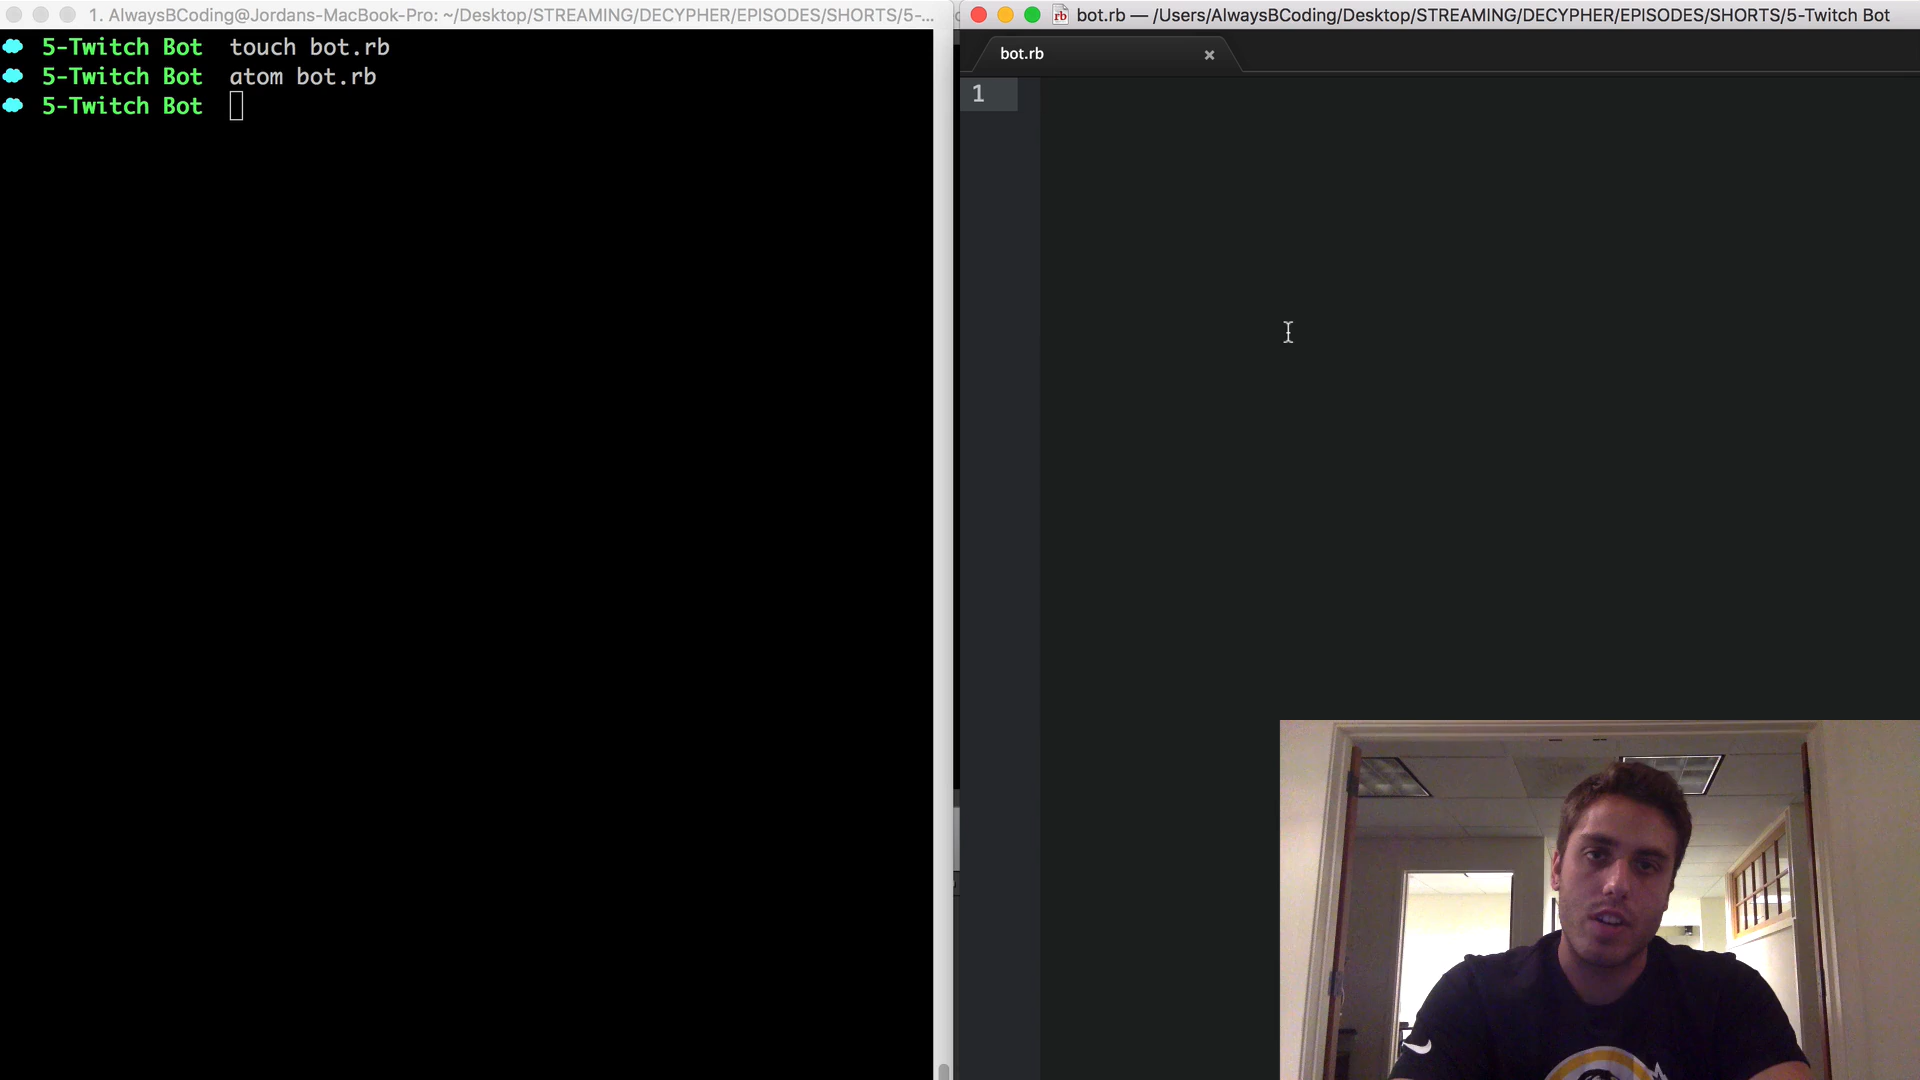 1. AlwaysBCoding@Jordans-MacBook-Pro: ~/Desktop/STREAMING/DECYPHER/EPISODES/SHORTS/5-...
5-Twitch Bot touch bot.rb
5-Twitch Bot atom bot.rb
5-Twitch Bot
rb bot.rb — /Users/AlwaysBCoding/Desktop/STREAMING/DECYPHER/EPISODES/SHORTS/5-Twitch Bot
bot.rb ×
1